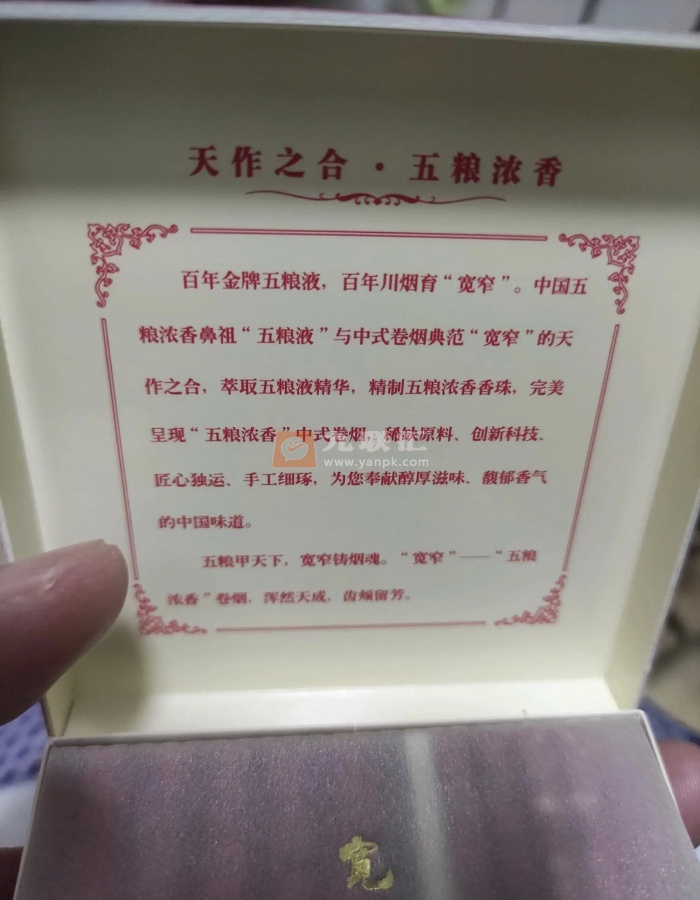 天作之合·五粮浓香
百年金牌五粮液，百年川烟育“宽窄”。中国五
粮浓香鼻祖“五粮液”与中式卷烟典范“宽窄”的天
作之合，萃取五粮液精华，精制五粮浓香香珠，完美
呈现“五粮浓香”中式卷烟，稀缺原料、创新科技、
匠心独运、手工细琢，为您奉献醇厚滋味、馥郁香气
www.yanpk.com
的中国味道。
五粮甲天下，宽窄铸烟魂。“宽窄”——“五粮
浓香”卷烟，浑然天成，齿颊留芳。
宽